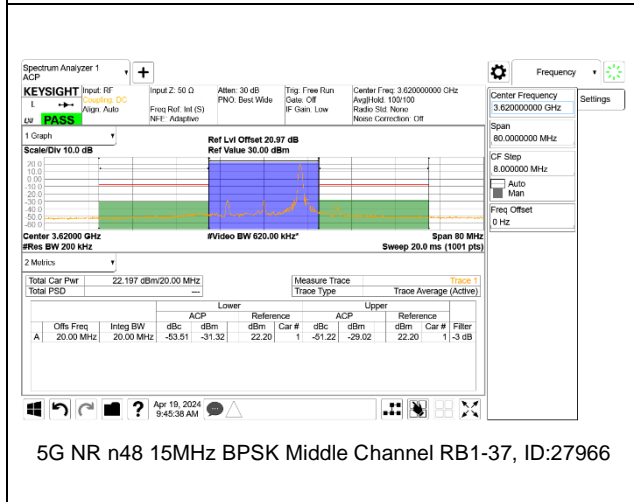 Spectrum Analyzer 1
ACP
Frequency
KEYSIGHT Input: RF Input Z: 50 Ω Atten: 30 dB Trig: Free Run Center Freq: 3.620000000 GHz
L Coupling: DC PNO: Best Wide Gate: Off Avg|Hold: 100/100
Align: Auto Freq Ref: Int (S) IF Gain: Low Radio Std: None
PASS NFE: Adaptive Noise Correction: Off
Center Frequency
3.620000000 GHz
Settings
Span
80.0000000 MHz
CF Step
8.000000 MHz
Auto
Man
Freq Offset
0 Hz
1 Graph
Ref Lvl Offset 20.97 dB
Scale/Div 10.0 dB Ref Value 30.00 dBm
20.0
10.0
0.00
-10.0
-20.0
-30.0
-40.0
-50.0
-60.0
Center 3.62000 GHz #Video BW 620.00 kHz* Span 80 MHz
#Res BW 200 kHz Sweep 20.0 ms (1001 pts)
2 Metrics
Total Car Pwr 22.197 dBm/20.00 MHz Measure Trace Trace 1
Total PSD --- Trace Type Trace Average (Active)
Lower Upper
ACP Reference ACP Reference
Offs Freq Integ BW dBc dBm dBm Car # dBc dBm dBm Car # Filter
A 20.00 MHz 20.00 MHz -53.51 -31.32 22.20 1 -51.22 -29.02 22.20 1 -3 dB
Apr 19, 2024
9:45:38 AM
5G NR n48 15MHz BPSK Middle Channel RB1-37, ID:27966